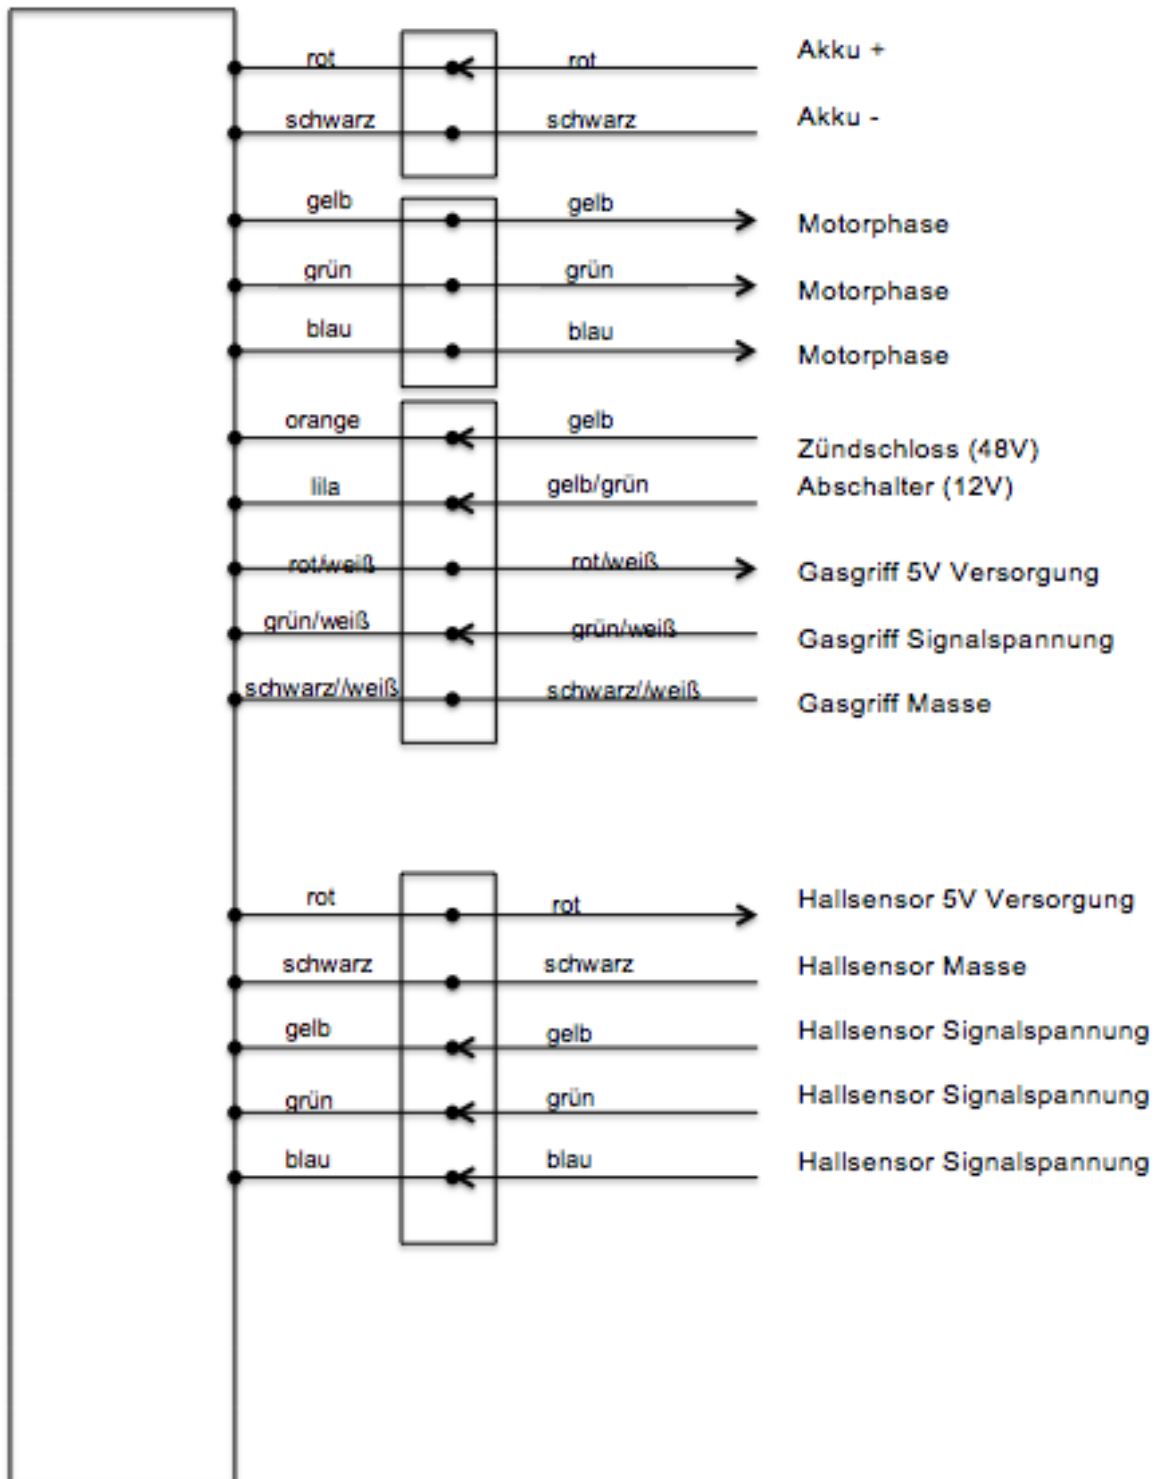 rot rot Akku +
schwarz schwarz Akku -
gelb gelb Motorphase
grün grün Motorphase
blau blau Motorphase
orange gelb Zündschloss (48V)
lila gelb/grün Abschalter (12V)
rot/weiß rot/weiß Gasgriff 5V Versorgung
grün/weiß grün/weiß Gasgriff Signalspannung
schwarz//weiß schwarz//weiß Gasgriff Masse
rot rot Hallsensor 5V Versorgung
schwarz schwarz Hallsensor Masse
gelb gelb Hallsensor Signalspannung
grün grün Hallsensor Signalspannung
blau blau Hallsensor Signalspannung